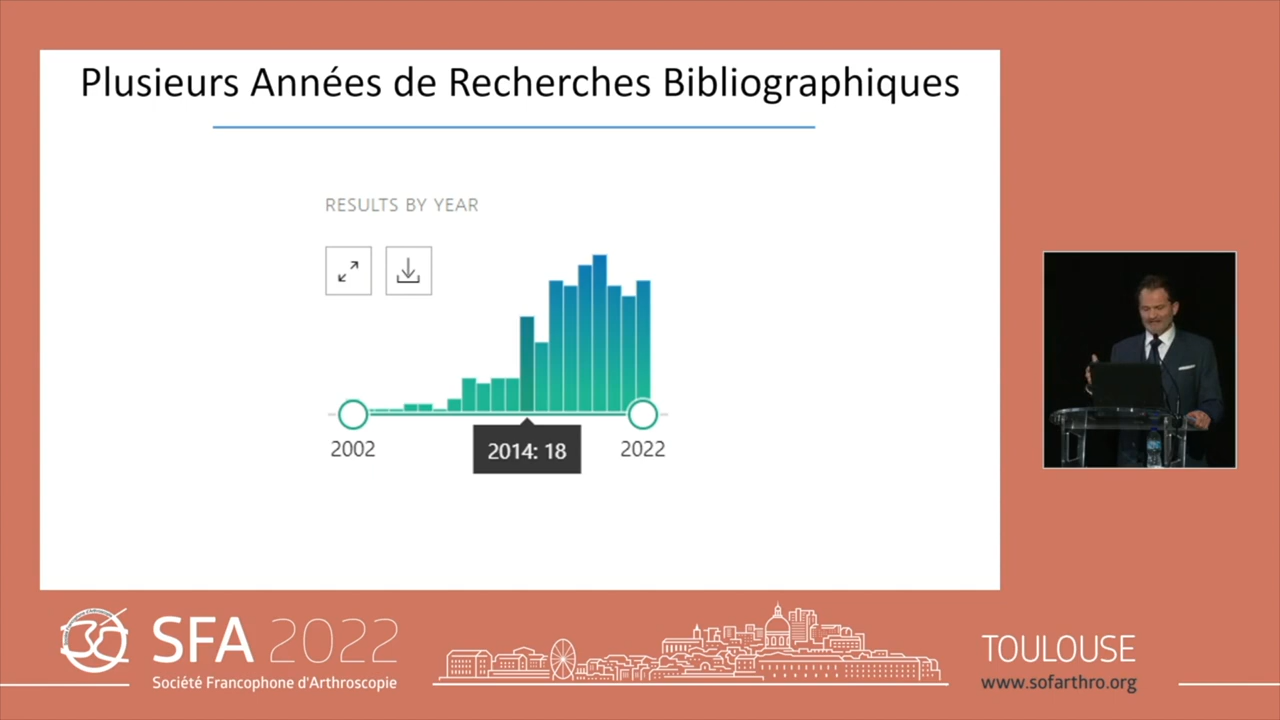 Plusieurs Années de Recherches Bibliographiques
RESULTS BY YEAR
2014: 18
2002
2022
30
SFA 2022
Société Francophone d'Arthroscopie
TOULOUSE
www.sofarthro.org